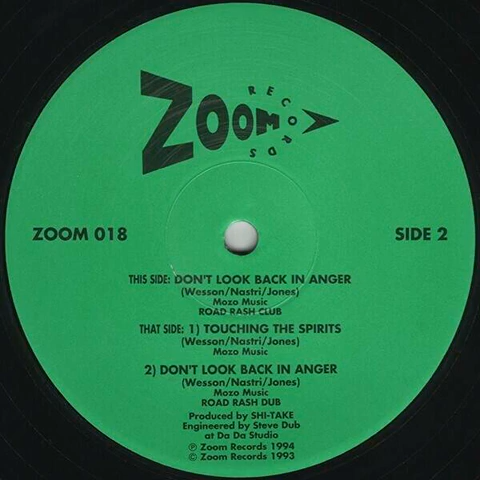 ZOOM
RECORDS
ZOOM 018
SIDE 2
THIS SIDE: DON'T LOOK BACK IN ANGER
(Wesson/Nastri/Jones)
Mozo Music
ROAD RASH CLUB
THAT SIDE: 1) TOUCHING THE SPIRITS
(Wesson/Nastri/Jones)
Mozo Music
2) DON'T LOOK BACK IN ANGER
(Wesson/Nastri/Jones)
Mozo Music
ROAD RASH DUB
Produced by SHI-TAKE
Engineered by Steve Dub
at Da Da Studio
℗ Zoom Records 1994
© Zoom Records 1993